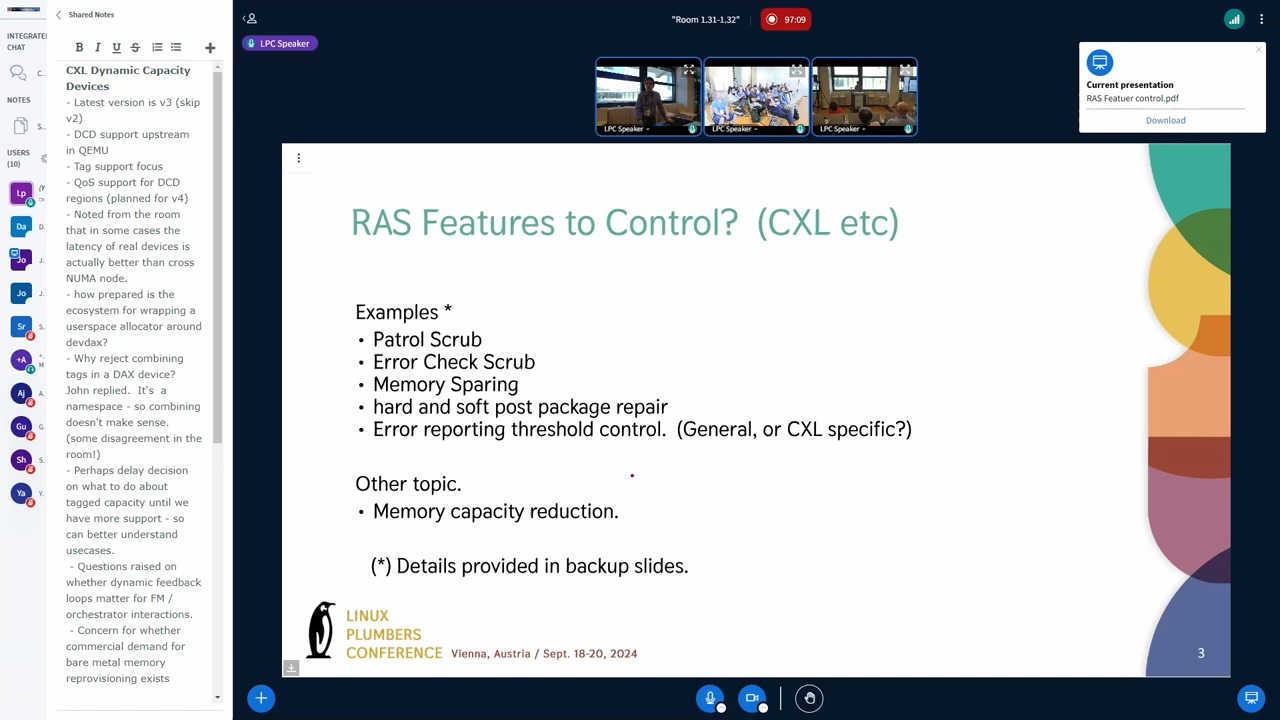 INTEGRATE
CHAT
C...
NOTES
S...
USERS
(10)
Lp
Da
D.
Jo
J.
Jo
J.
Sr
S.
+A
Aj
A.
Gu
G.
Sh
S.
Ya
Y.
Shared Notes
B I U S
CXL Dynamic Capacity
Devices
- Latest version is v3 (skip
v2)
- DCD support upstream
in QEMU
- Tag support focus
- QoS support for DCD
regions (planned for v4)
- Noted from the room
that in some cases the
latency of real devices is
actually better than cross
NUMA node.
- how prepared is the
ecosystem for wrapping a
userspace allocator around
devdax?
- Why reject combining
tags in a DAX device?
John replied. It's a
namespace - so combining
doesn't make sense.
(some disagreement in the
room!)
- Perhaps delay decision
on what to do about
tagged capacity until we
have more support - so
can better understand
usecases.
- Questions raised on
whether dynamic feedback
loops matter for FM /
orchestrator interactions.
- Concern for whether
commercial demand for
bare metal memory
reprovisioning exists
"Room 1.31-1.32"
97:09
LPC Speaker
LPC Speaker
LPC Speaker
LPC Speaker
Current presentation
RAS Featuer control.pdf
Download
RAS Features to Control? (CXL etc)
Examples *
• Patrol Scrub
• Error Check Scrub
• Memory Sparing
• hard and soft post package repair
• Error reporting threshold control. (General, or CXL specific?)
Other topic.
• Memory capacity reduction.
(*) Details provided in backup slides.
LINUX
PLUMBERS
CONFERENCE
Vienna, Austria / Sept. 18-20, 2024
3